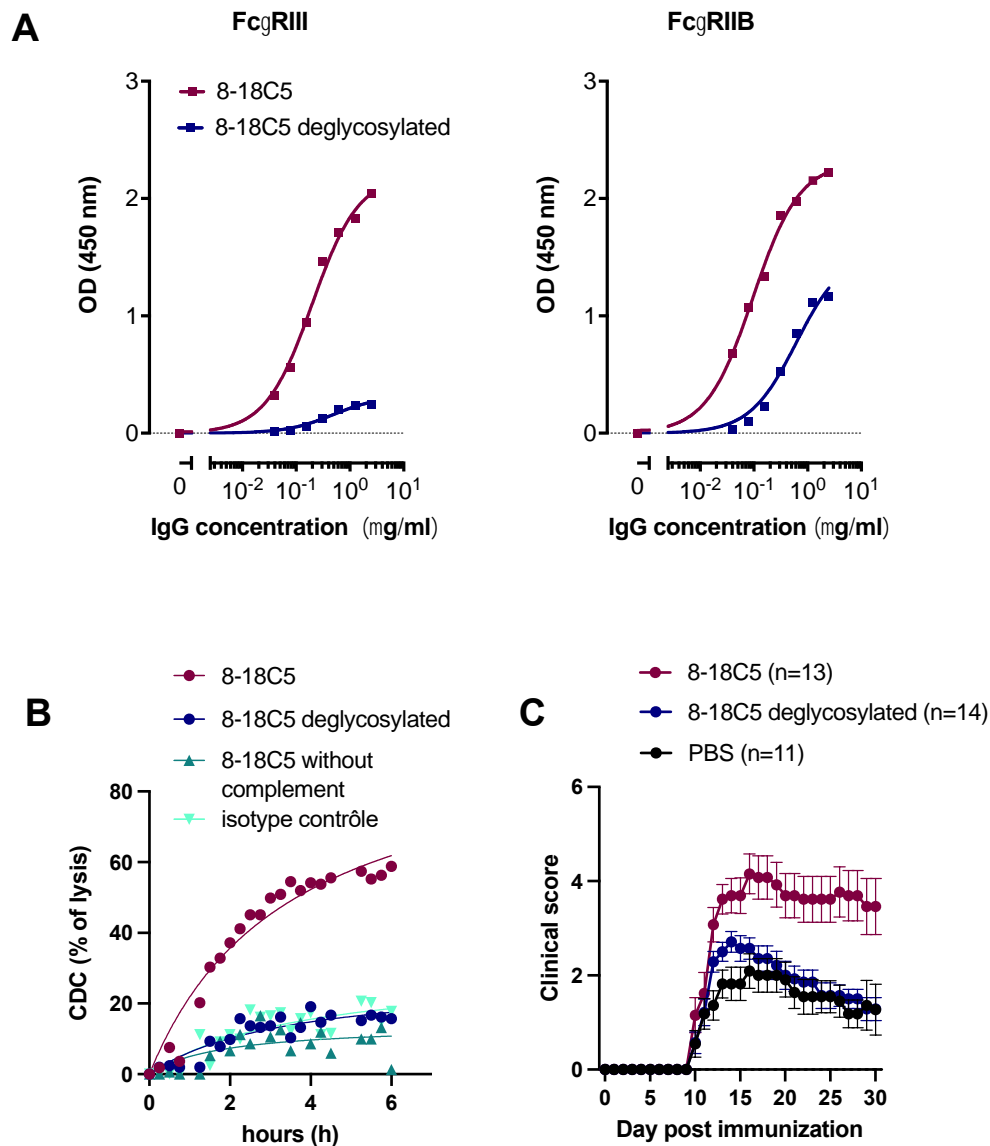 A
FcgRIII
FcgRIIB
8-18C5
8-18C5 deglycosylated
OD (450 nm)
3
2
1
0
0 10-2 10-1 100 101
IgG concentration (mg/ml)
OD (450 nm)
3
2
1
0
0 10-2 10-1 100 101
IgG concentration (mg/ml)
B
8-18C5
8-18C5 deglycosylated
8-18C5 without
complement
isotype contrôle
CDC (% of lysis)
80
60
40
20
0
0 2 4 6
hours (h)
C
8-18C5 (n=13)
8-18C5 deglycosylated (n=14)
PBS (n=11)
Clinical score
6
4
2
0
0 5 10 15 20 25 30
Day post immunization